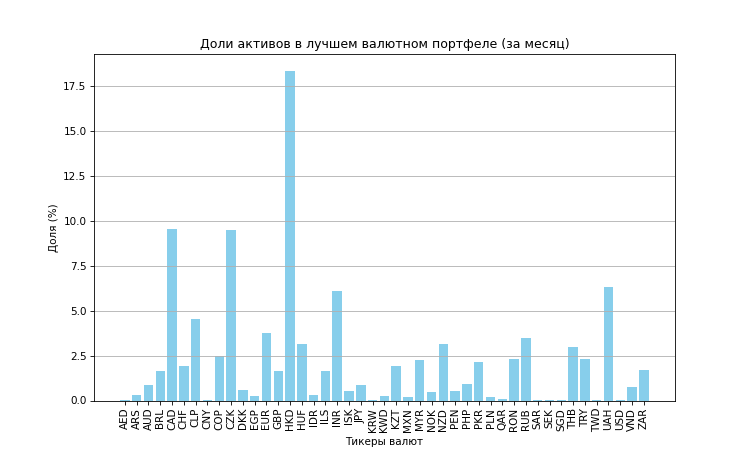 Доли активов в лучшем валютном портфеле (за месяц)
17.5
15.0
12.5
10.0
7.5
5.0
2.5
0.0
Доля (%)
AED ARS AUD BRL CAD CHF CLP CNY COP CZK DKK EGP EUR GBP HKD HUF IDR ILS INR ISK JPY KRW KWD KZT MXN MYR NOK NZD PEN PHP PKR PLN QAR RON RUB SAR SEK SGD THB TRY TWD UAH USD VND ZAR
Тикеры валют